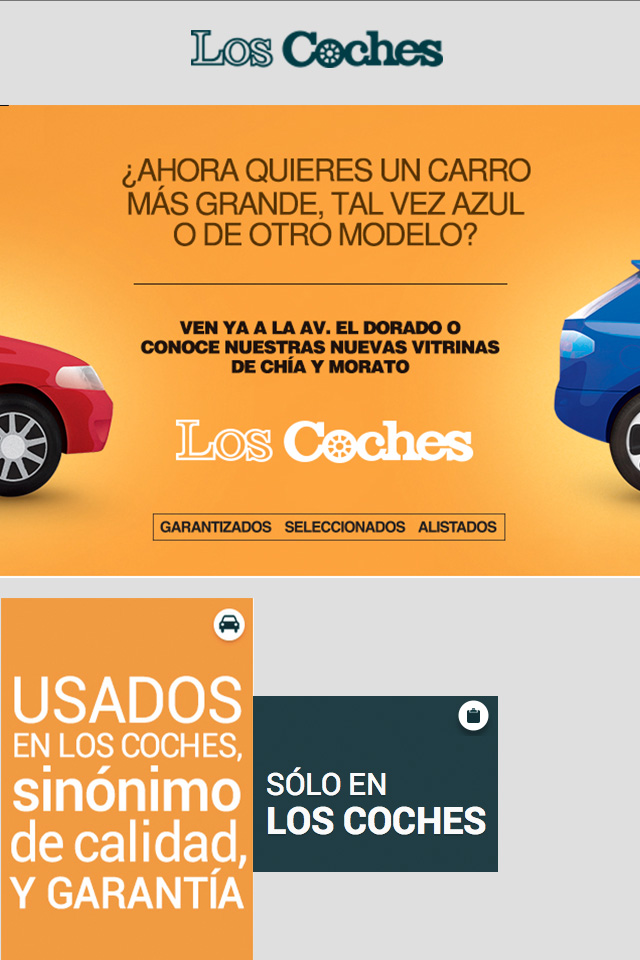 Los Coches
¿AHORA QUIERES UN CARRO
MÁS GRANDE, TAL VEZ AZUL
O DE OTRO MODELO?
VEN YA A LA AV. EL DORADO O
CONOCE NUESTRAS NUEVAS VITRINAS
DE CHÍA Y MORATO
Los Coches
GARANTIZADOS SELECCIONADOS ALISTADOS
USADOS
EN LOS COCHES,
sinónimo
de calidad,
Y GARANTÍA
SÓLO EN
LOS COCHES